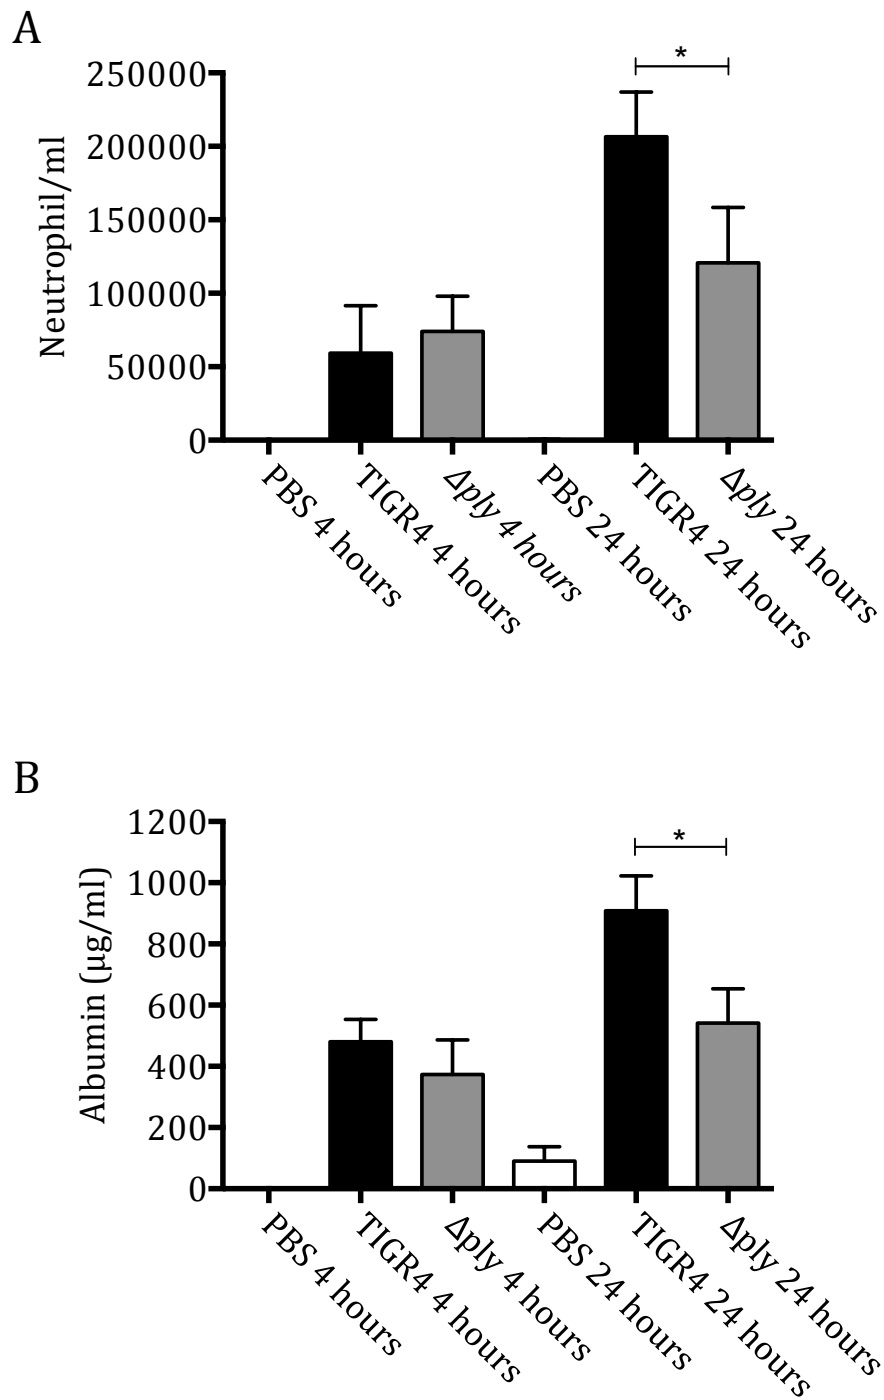 A
250000
200000
150000
100000
50000
0
Neutrophil/ml
*
PBS 4 hours
TIGR4 4 hours
Δply 4 hours
PBS 24 hours
TIGR4 24 hours
Δply 24 hours
B
1200
1000
800
600
400
200
0
Albumin (µg/ml)
*
PBS 4 hours
TIGR4 4 hours
Δply 4 hours
PBS 24 hours
TIGR4 24 hours
Δply 24 hours